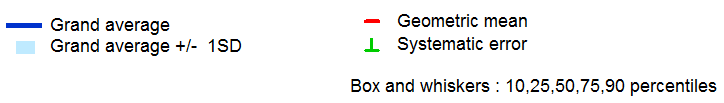 Grand average
Grand average +/-  1SD
Geometric mean
Systematic error
Box and whiskers : 10,25,50,75,90 percentiles